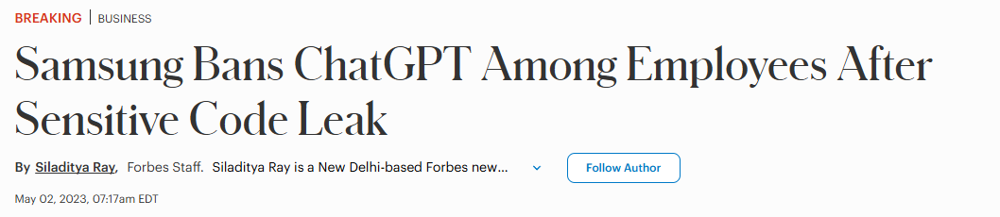 BREAKING | BUSINESS
Samsung Bans ChatGPT Among Employees After
Sensitive Code Leak
By Siladitya Ray, Forbes Staff. Siladitya Ray is a New Delhi-based Forbes new... Follow Author
May 02, 2023, 07:17am EDT